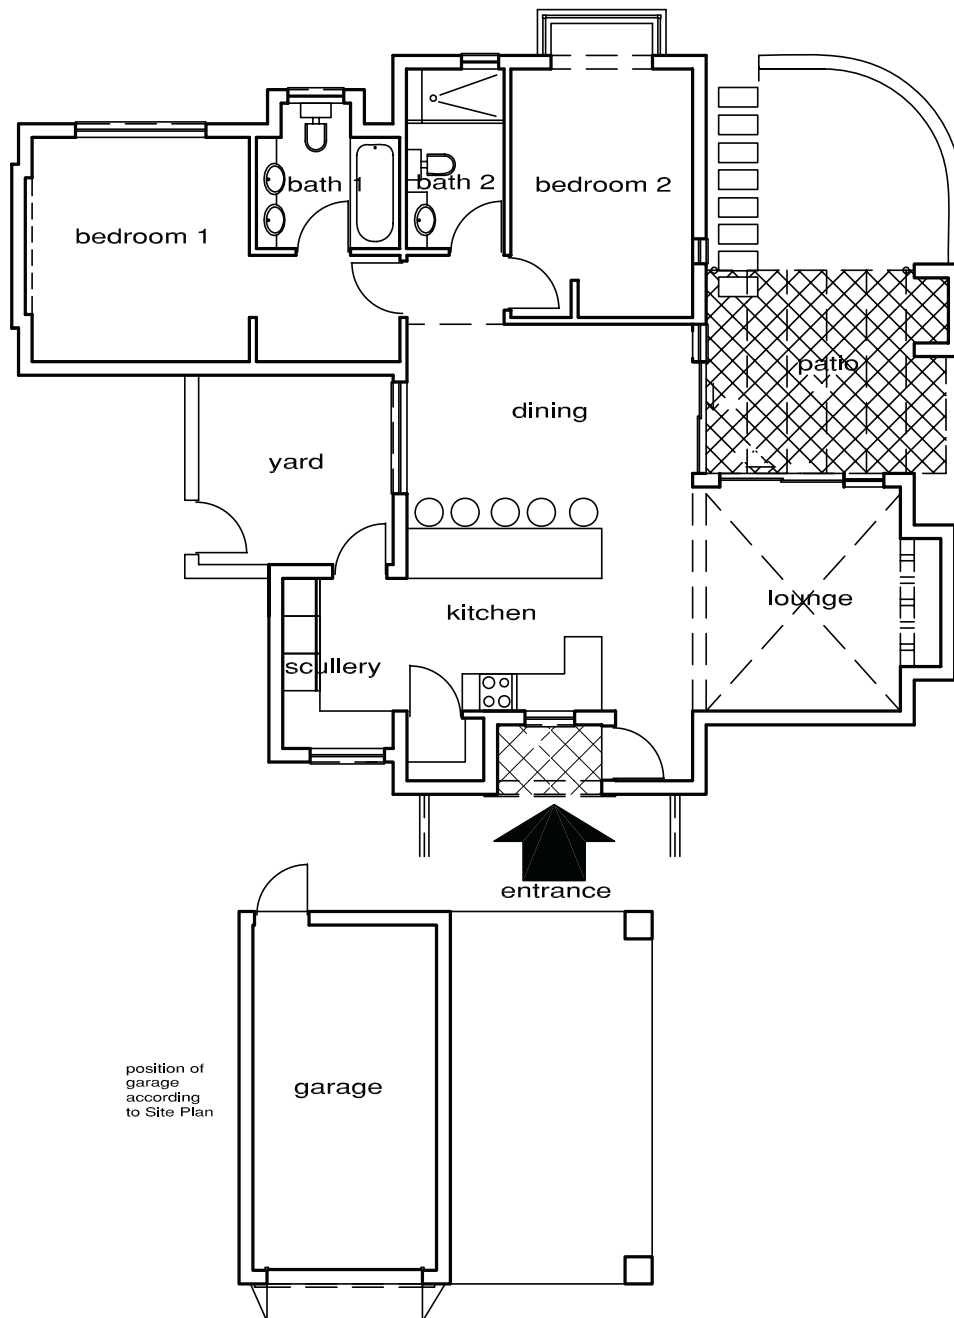 bath 1
bath 2
bedroom 2
bedroom 1
patio
dining
yard
lounge
kitchen
scullery
entrance
position of
garage
according
to Site Plan
garage